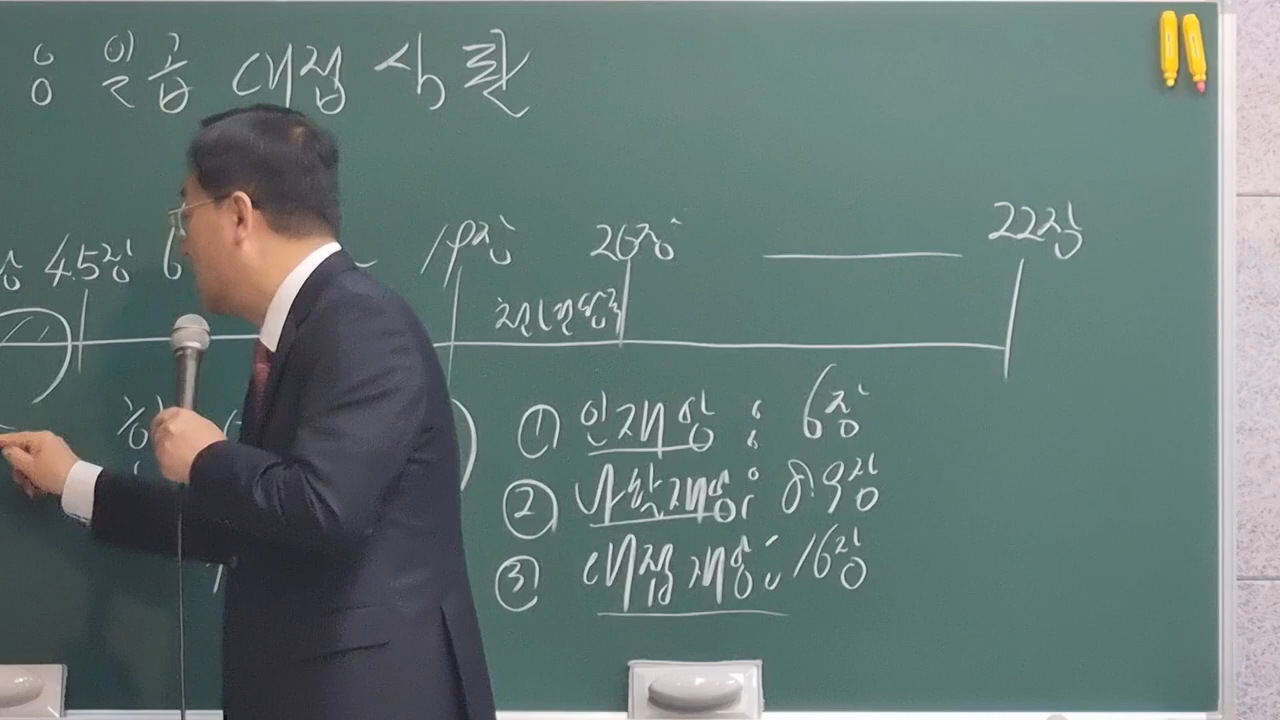 : 일곱 대접 심판
4.5장 6 19장 20장 22장
천년왕국
① 인재앙 : 6장
② 나팔재앙 : 8.9장
③ 대접재앙 : 16장